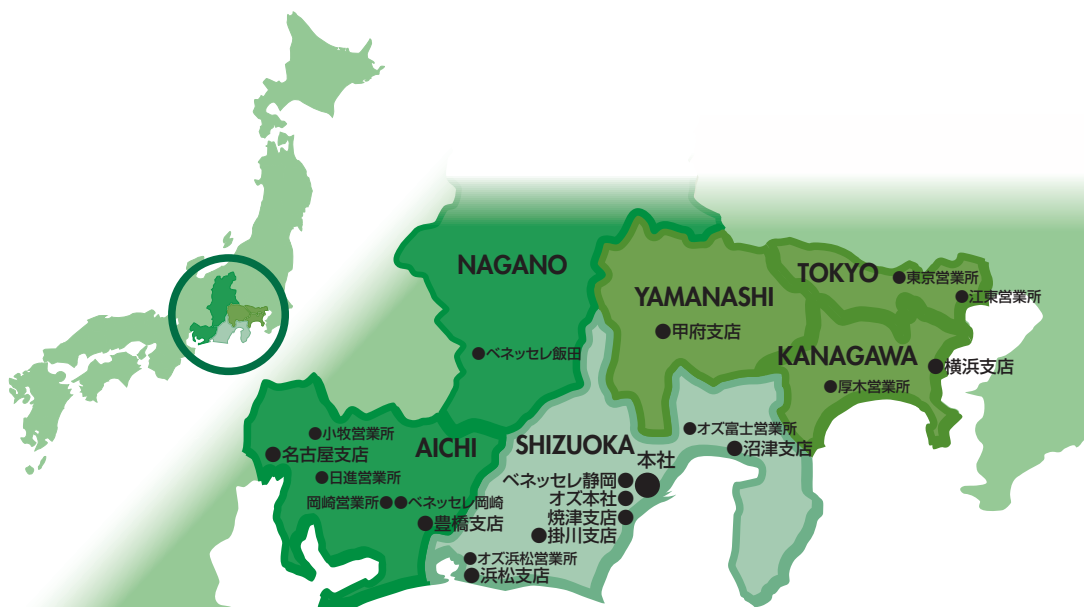 NAGANO
ベネッセレ飯田
TOKYO
東京営業所
江東営業所
YAMANASHI
甲府支店
KANAGAWA
横浜支店
厚木営業所
AICHI
小牧営業所
名古屋支店
日進営業所
岡崎営業所
ベネッセレ岡崎
豊橋支店
SHIZUOKA
オズ富士営業所
沼津支店
本社
ベネッセレ静岡
オズ本社
焼津支店
掛川支店
オズ浜松営業所
浜松支店